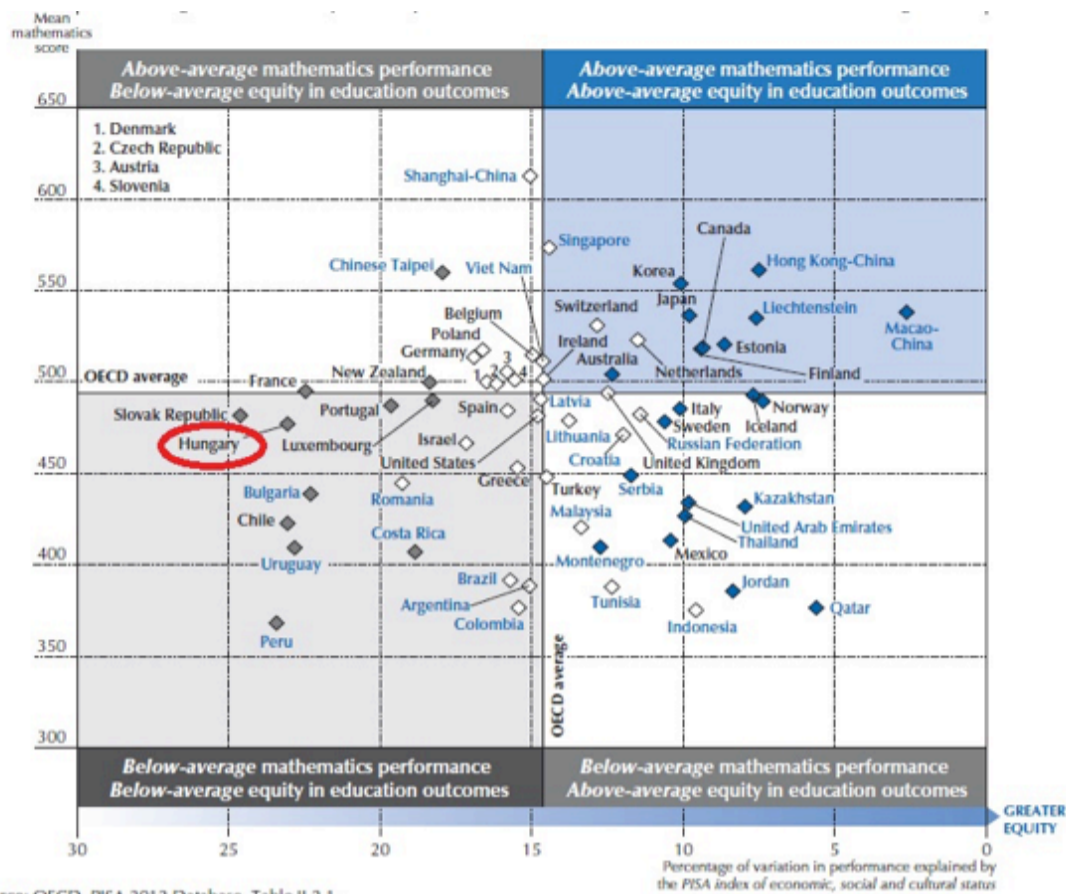 Mean
mathematics
score
Above-average mathematics performance
Below-average equity in education outcomes
Above-average mathematics performance
Above-average equity in education outcomes
650
1. Denmark
2. Czech Republic
3. Austria
4. Slovenia
Shanghai-China
600
Canada
Singapore
Chinese Taipei
Viet Nam
Korea
Hong Kong-China
550
Japan
Switzerland
Liechtenstein
Belgium
Macao-
China
Poland
Ireland
Germany
3
Australia
Estonia
1
2
4
Netherlands
Finland
500
OECD average
France
New Zealand
Slovak Republic
Portugal
Spain
Latvia
Italy
Norway
Iceland
Sweden
Hungary
Luxembourg
Israel
Lithuania
Russian Federation
Croatia
United States
United Kingdom
450
Greece
Turkey
Serbia
Bulgaria
Romania
Kazakhstan
Malaysia
United Arab Emirates
Chile
Costa Rica
Thailand
Mexico
400
Uruguay
Montenegro
Brazil
Jordan
Argentina
Tunisia
Qatar
Colombia
Indonesia
Peru
350
OECD average
300
Below-average mathematics performance
Below-average equity in education outcomes
Below-average mathematics performance
Above-average equity in education outcomes
GREATER
EQUITY
30
25
20
15
10
5
0
Percentage of variation in performance explained by
the PISA index of economic, social and cultural status
OECD, PISA 2012 Database, Table II.2.1